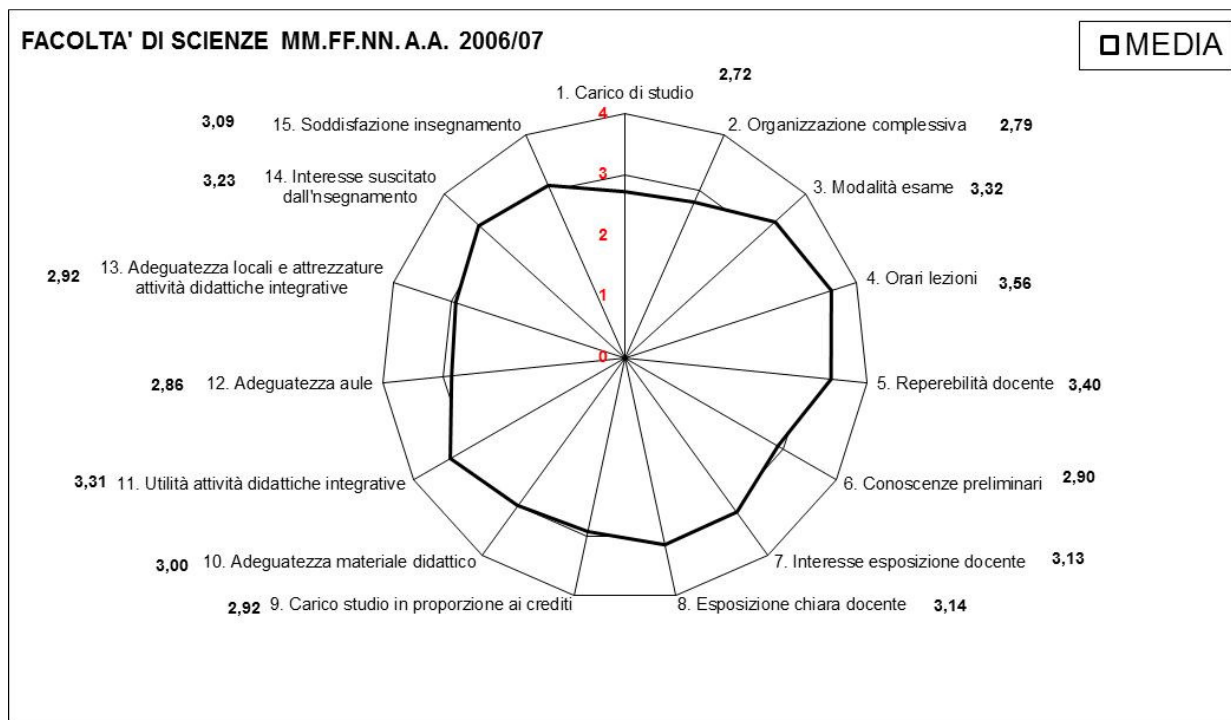 FACOLTA' DI SCIENZE MM.FF.NN. A.A. 2006/07
MEDIA
2,72
1. Carico di studio
2. Organizzazione complessiva 2,79
3. Modalità esame 3,32
4. Orari lezioni 3,56
5. Reperebilità docente 3,40
6. Conoscenze preliminari 2,90
7. Interesse esposizione docente 3,13
8. Esposizione chiara docente 3,14
2,92 9. Carico studio in proporzione ai crediti
3,00 10. Adeguatezza materiale didattico
3,31 11. Utilità attività didattiche integrative
2,86 12. Adeguatezza aule
2,92 13. Adeguatezza locali e attrezzature
attività didattiche integrative
3,23 14. Interesse suscitato
dall'nsegnamento
3,09 15. Soddisfazione insegnamento
4
3
2
1
0